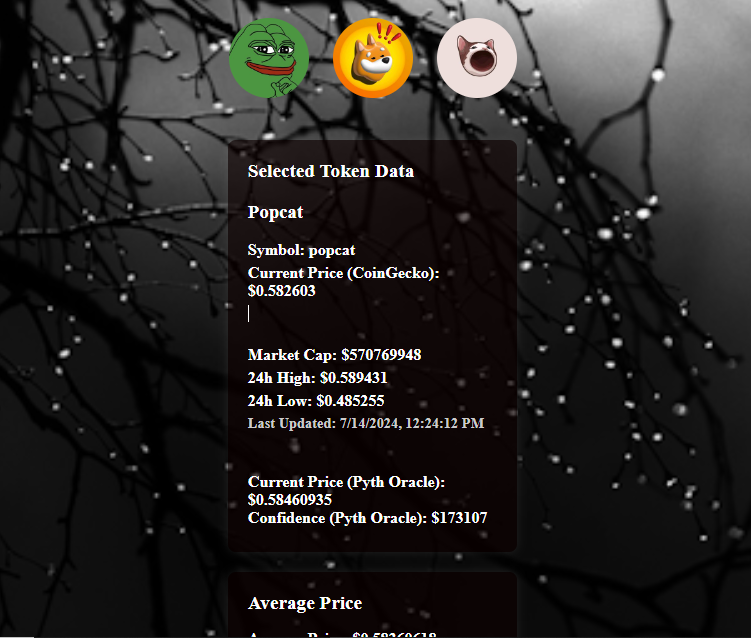 Selected Token Data
Popcat
Symbol: popcat
Current Price (CoinGecko):
$0.582603
Market Cap: $570769948
24h High: $0.589431
24h Low: $0.485255
Last Updated: 7/14/2024, 12:24:12 PM
Current Price (Pyth Oracle):
$0.58460935
Confidence (Pyth Oracle): $173107
Average Price